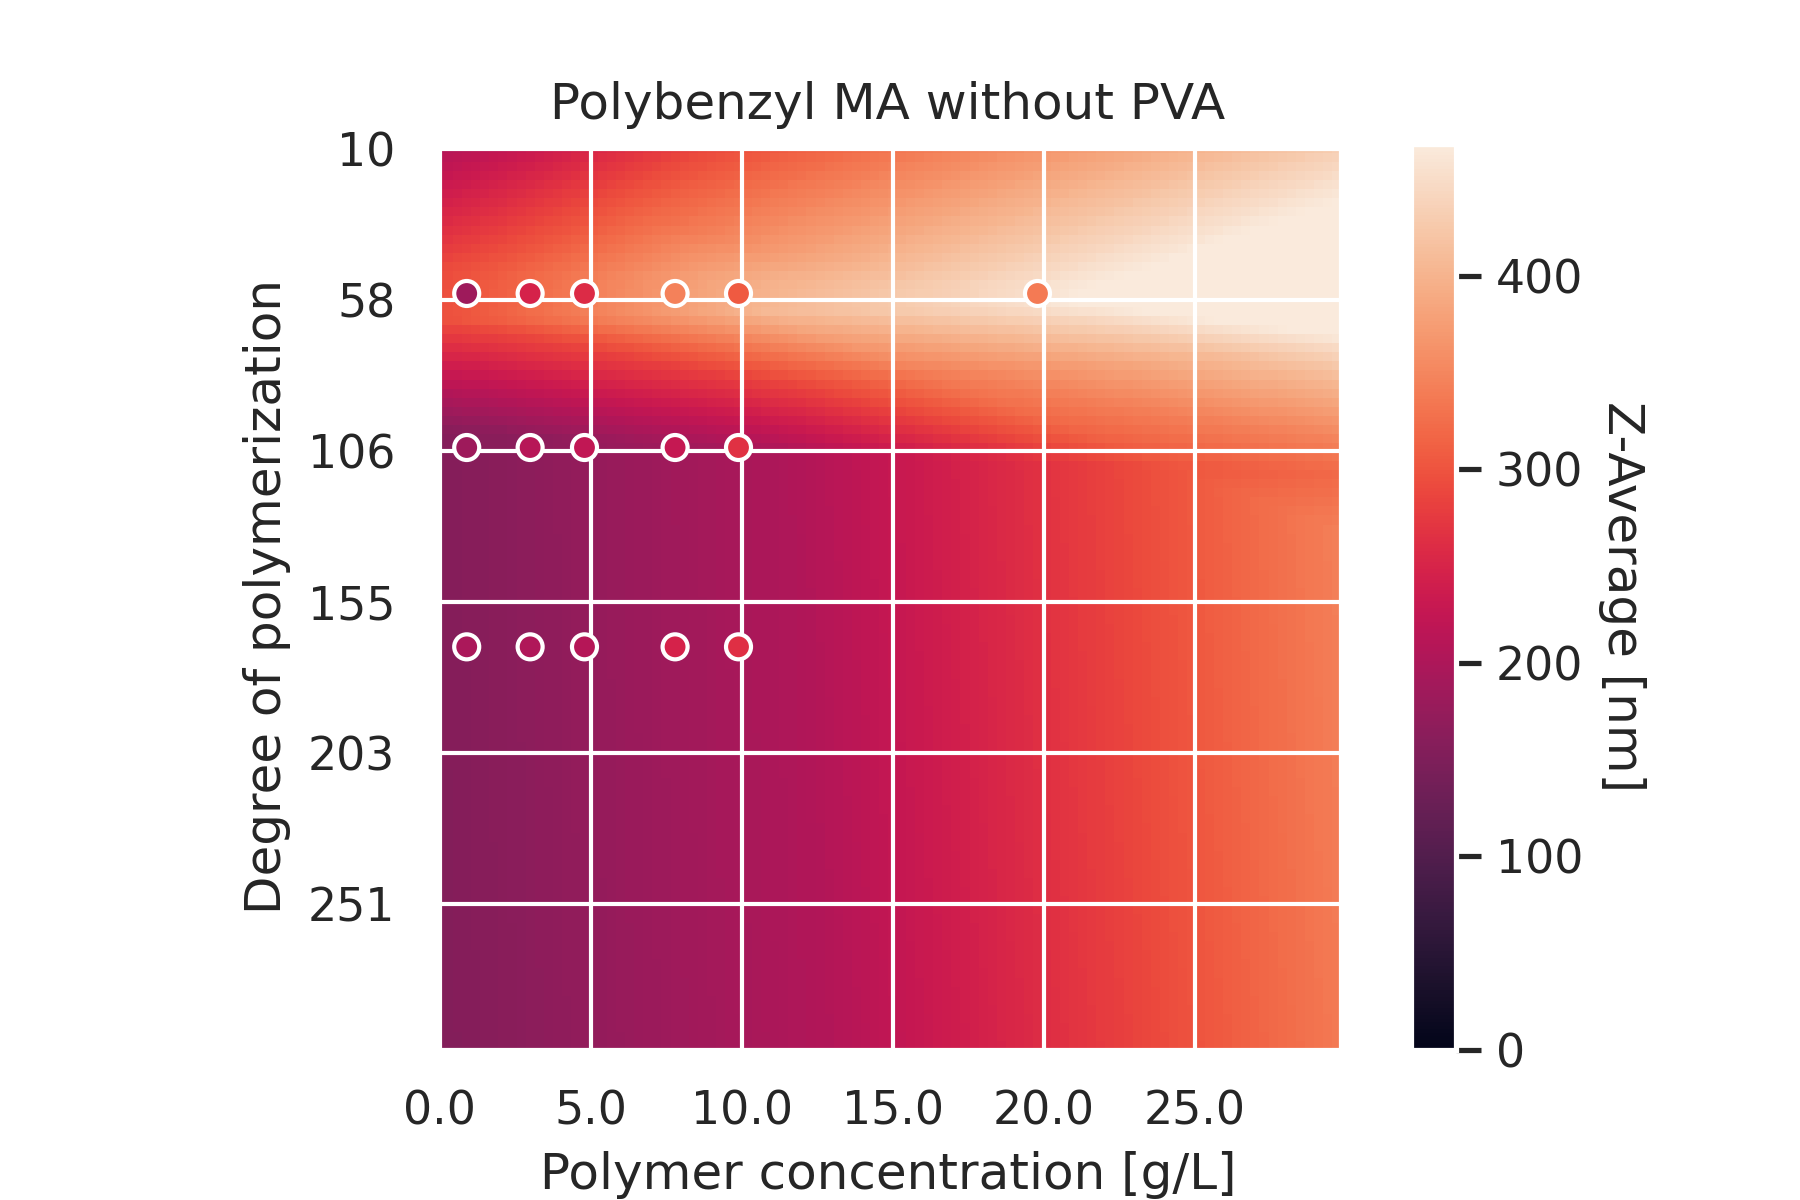 Polybenzyl MA without PVA
10
58
106
155
203
251
Degree of polymerization
0.0 5.0 10.0 15.0 20.0 25.0
Polymer concentration [g/L]
400
300
200
100
0
Z-Average [nm]